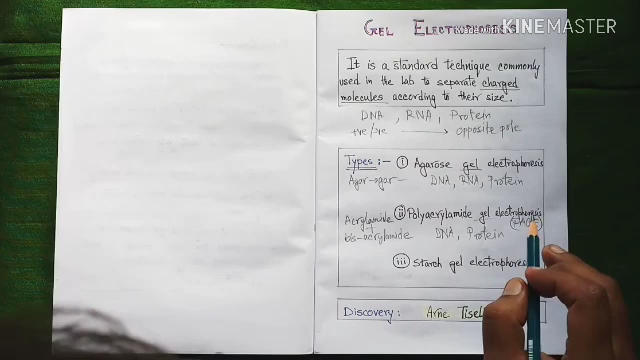 KINEMASTER
GEL ELECTROPHORESIS
It is a standard technique commonly
used in the lab to separate charged
molecules according to their size.
DNA, RNA, Protein
+ve/-ve → opposite pole
Types:- (i) Agarose gel electrophoresis
Agar-agar- DNA, RNA, Protein
Acrylamide (ii) Polyacrylamide gel electrophoresis
+ (PAGE)
bis-acrylamide DNA, Protein
(iii) Starch gel electrophores
Discovery: Arne Tisel